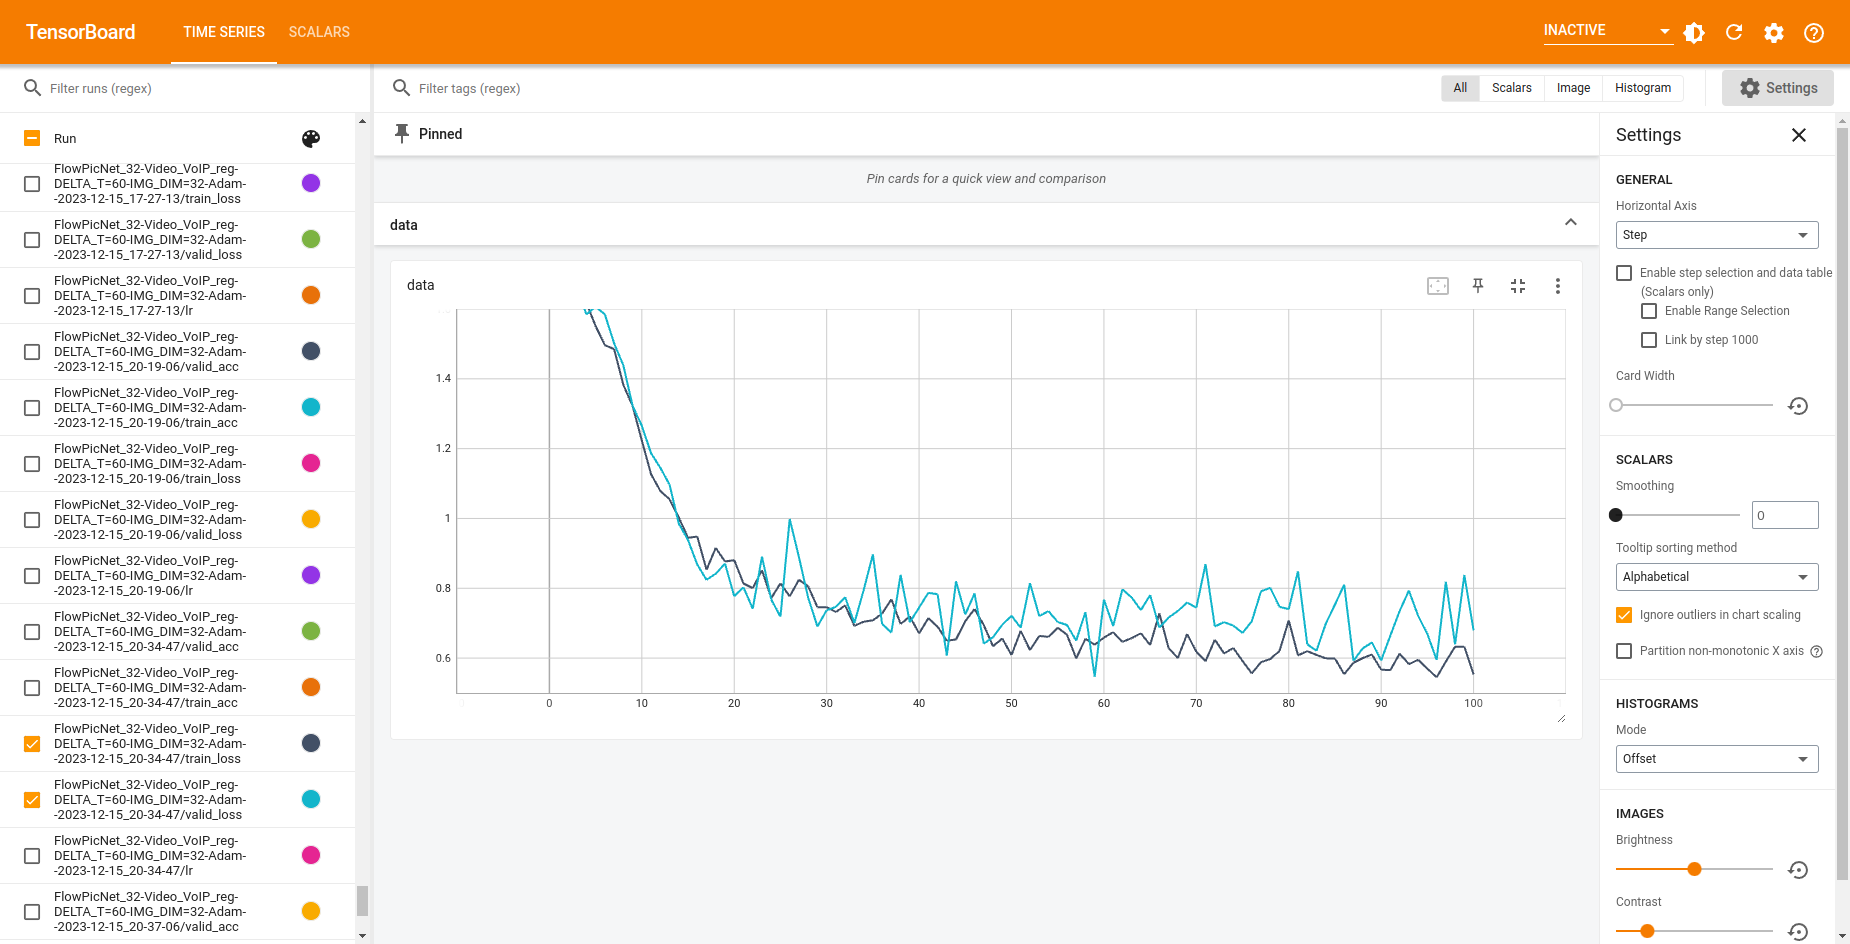 TensorBoard
TIME SERIES
SCALARS
INACTIVE
Filter runs (regex)
Filter tags (regex)
All
Scalars
Image
Histogram
Settings
Run
FlowPicNet_32-Video_VoIP_reg-
DELTA_T=60-IMG_DIM=32-Adam-
-2023-12-15_17-27-13/train_loss
FlowPicNet_32-Video_VoIP_reg-
DELTA_T=60-IMG_DIM=32-Adam-
-2023-12-15_17-27-13/valid_loss
FlowPicNet_32-Video_VoIP_reg-
DELTA_T=60-IMG_DIM=32-Adam-
-2023-12-15_17-27-13/lr
FlowPicNet_32-Video_VoIP_reg-
DELTA_T=60-IMG_DIM=32-Adam-
-2023-12-15_20-19-06/valid_acc
FlowPicNet_32-Video_VoIP_reg-
DELTA_T=60-IMG_DIM=32-Adam-
-2023-12-15_20-19-06/train_acc
FlowPicNet_32-Video_VoIP_reg-
DELTA_T=60-IMG_DIM=32-Adam-
-2023-12-15_20-19-06/train_loss
FlowPicNet_32-Video_VoIP_reg-
DELTA_T=60-IMG_DIM=32-Adam-
-2023-12-15_20-19-06/valid_loss
FlowPicNet_32-Video_VoIP_reg-
DELTA_T=60-IMG_DIM=32-Adam-
-2023-12-15_20-19-06/lr
FlowPicNet_32-Video_VoIP_reg-
DELTA_T=60-IMG_DIM=32-Adam-
-2023-12-15_20-34-47/valid_acc
FlowPicNet_32-Video_VoIP_reg-
DELTA_T=60-IMG_DIM=32-Adam-
-2023-12-15_20-34-47/train_acc
FlowPicNet_32-Video_VoIP_reg-
DELTA_T=60-IMG_DIM=32-Adam-
-2023-12-15_20-34-47/train_loss
FlowPicNet_32-Video_VoIP_reg-
DELTA_T=60-IMG_DIM=32-Adam-
-2023-12-15_20-34-47/valid_loss
FlowPicNet_32-Video_VoIP_reg-
DELTA_T=60-IMG_DIM=32-Adam-
-2023-12-15_20-34-47/lr
FlowPicNet_32-Video_VoIP_reg-
DELTA_T=60-IMG_DIM=32-Adam-
-2023-12-15_20-37-06/valid_acc
Pinned
Pin cards for a quick view and comparison
data
data
1.4
1.2
1
0.8
0.6
0 10 20 30 40 50 60 70 80 90 100
Settings
GENERAL
Horizontal Axis
Step
Enable step selection and data table
(Scalars only)
Enable Range Selection
Link by step 1000
Card Width
SCALARS
Smoothing
0
Tooltip sorting method
Alphabetical
Ignore outliers in chart scaling
Partition non-monotonic X axis
HISTOGRAMS
Mode
Offset
IMAGES
Brightness
Contrast